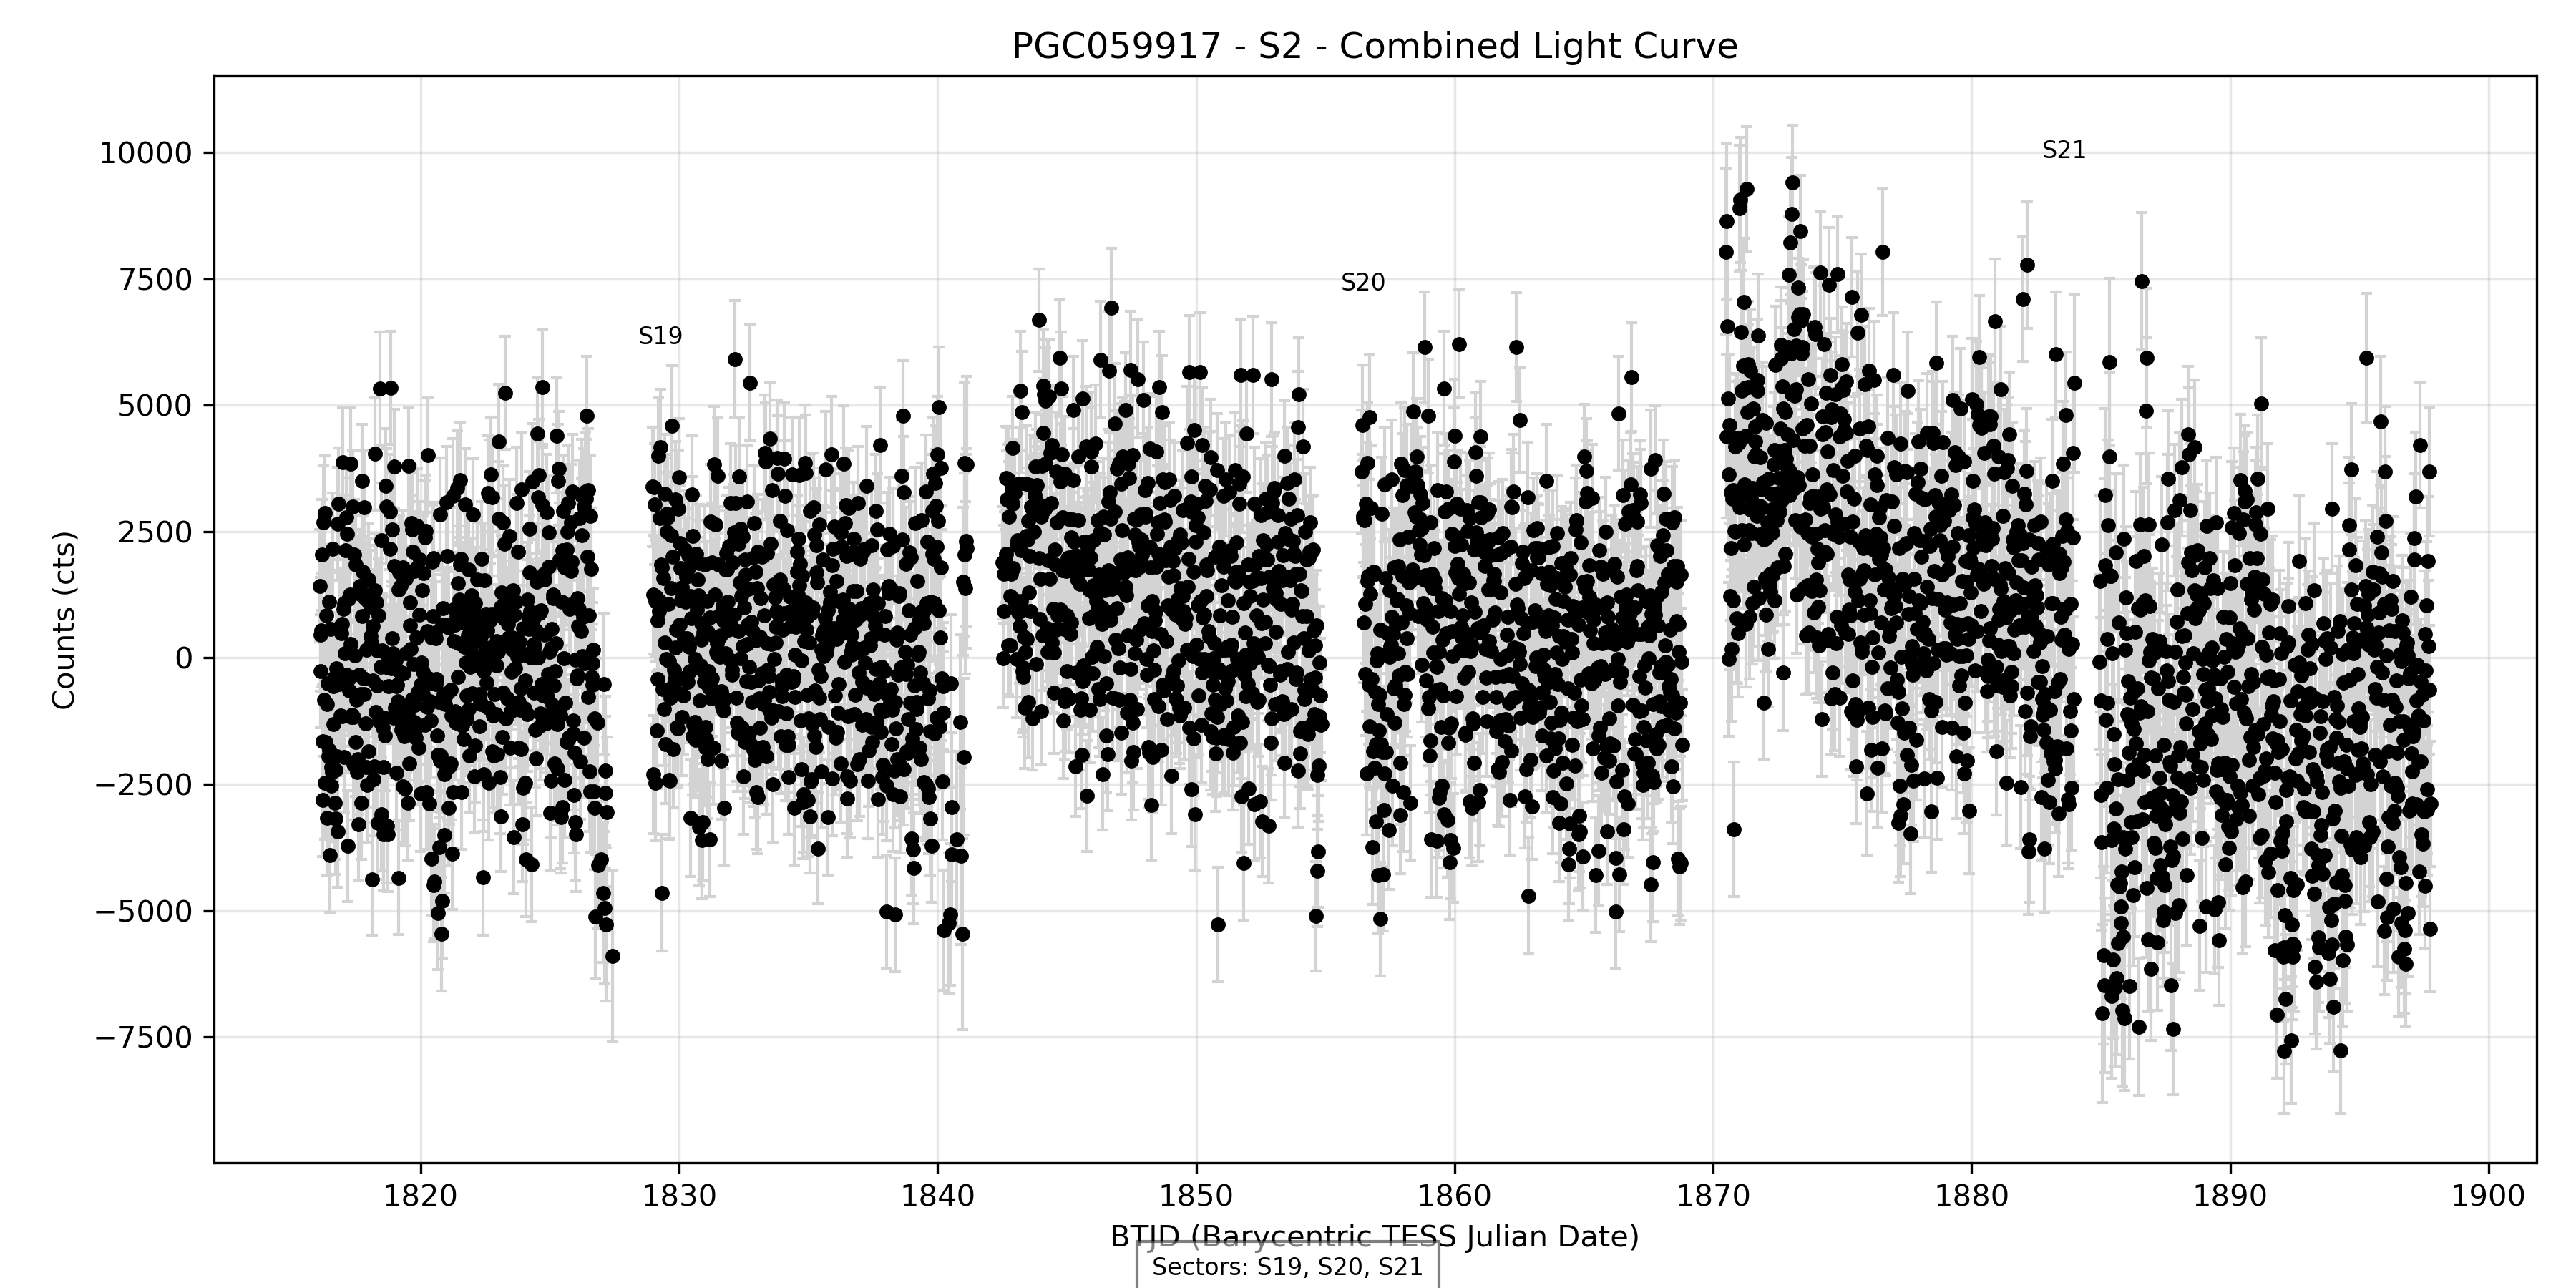 PGC059917 - S2 - Combined Light Curve
S21
S20
S19
10000
7500
5000
2500
0
−2500
−5000
−7500
Counts (cts)
1820 1830 1840 1850 1860 1870 1880 1890 1900
BTJD (Barycentric TESS Julian Date)
Sectors: S19, S20, S21